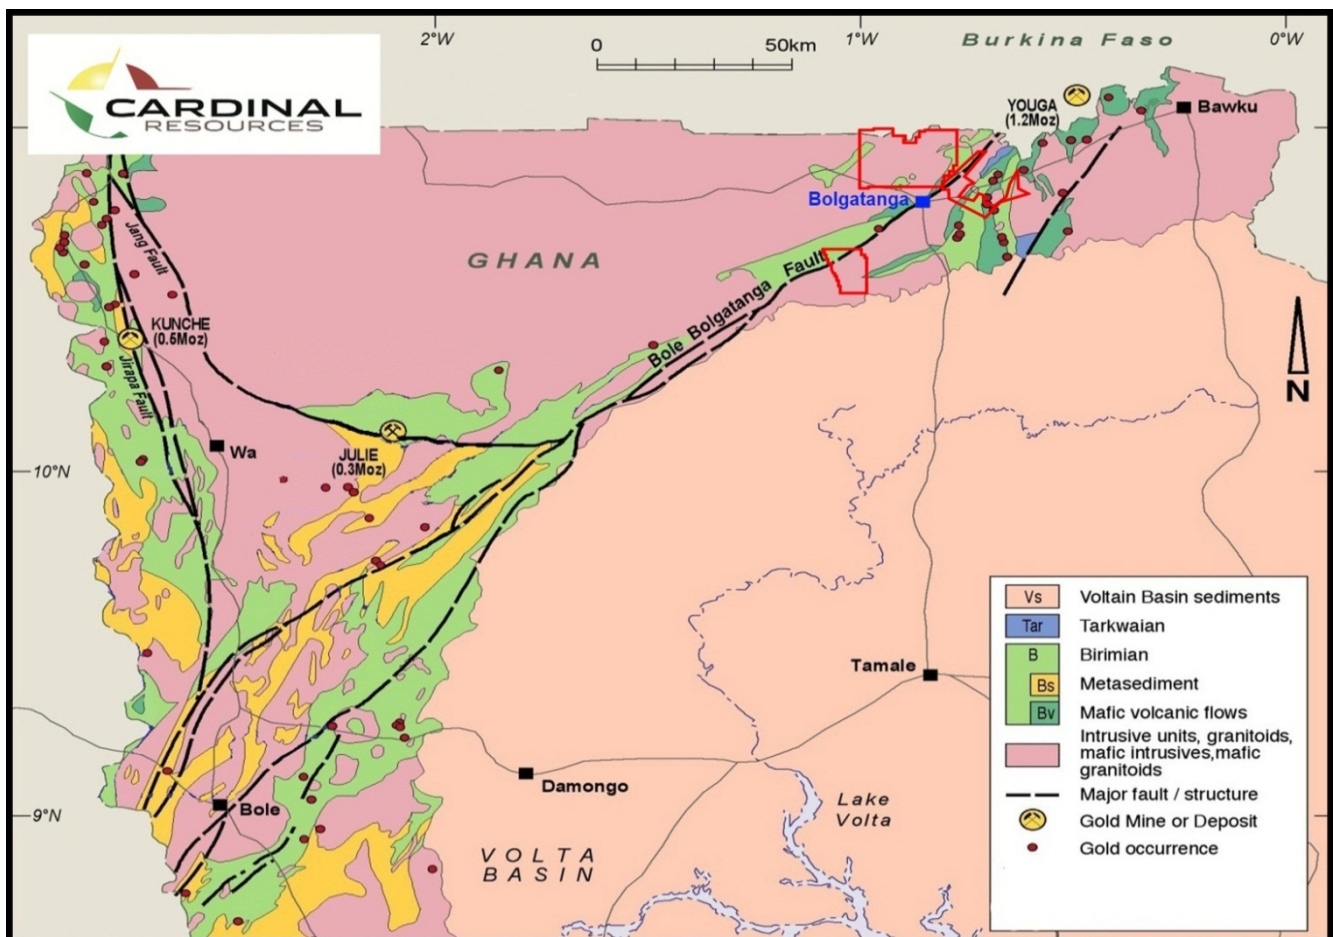 2°W
1°W
0°W
0
50km
Burkina Faso
CARDINAL
RESOURCES
YOUGA
(1.2Moz)
Bawku
Bolgatanga
Jang Fault
GHANA
Bole Bolgatanga Fault
KUNCHE
(0.5Moz)
Jirapa Fault
N
Wa
JULIE
(0.3Moz)
10°N
Tamale
Damongo
Bole
9°N
Lake
Volta
VOLTA
BASIN
Vs Voltain Basin sediments
Tar Tarkwaian
B Birimian
Bs Metasediment
Bv Mafic volcanic flows
Intrusive units, granitoids,
mafic intrusives,mafic
granitoids
Major fault / structure
Gold Mine or Deposit
Gold occurrence